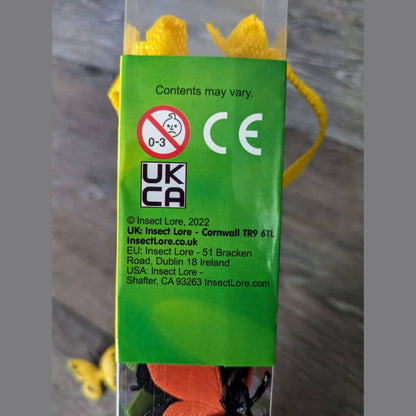 Contents may vary.
0-3
CE
UK
CA
© Insect Lore, 2022
UK: Insect Lore - Cornwall TR9 6TL
InsectLore.co.uk
EU: Insect Lore - 51 Bracken
Road, Dublin 18 Ireland
USA: Insect Lore -
Shafter, CA 93263 InsectLore.com